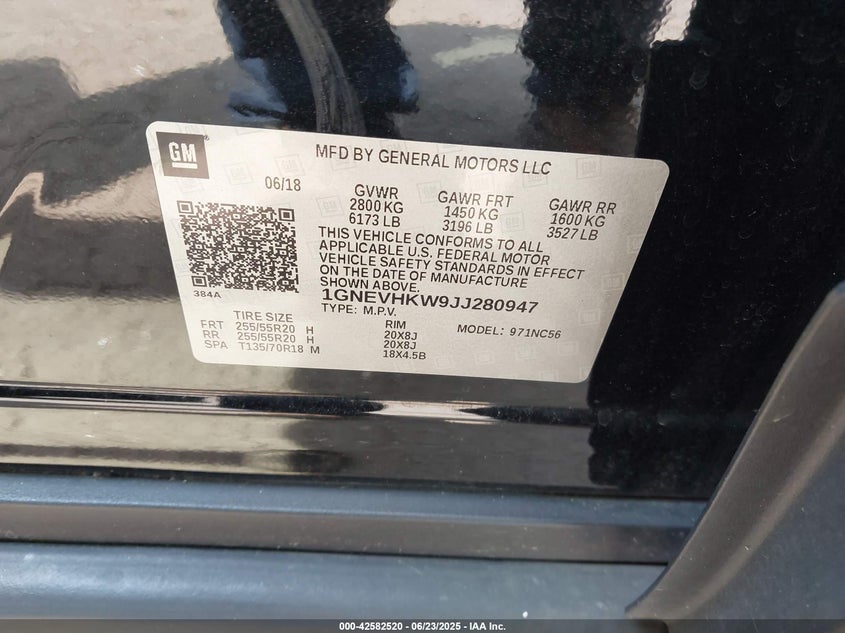 GM
MFD BY GENERAL MOTORS LLC
06/18
GVWR
2800 KG
6173 LB
GAWR FRT
1450 KG
3196 LB
GAWR RR
1600 KG
3527 LB
THIS VEHICLE CONFORMS TO ALL
APPLICABLE U.S. FEDERAL MOTOR
VEHICLE SAFETY STANDARDS IN EFFECT
ON THE DATE OF MANUFACTURE
SHOWN ABOVE.
384A
1GNEVHKW9JJ280947
TYPE: M.P.V.
MODEL: 971NC56
TIRE SIZE
RIM
FRT 255/55R20 H 20X8J
RR 255/55R20 H 20X8J
SPA T135/70R18 M 18X4.5B
000-42582520 - 06/23/2025 - IAA Inc.